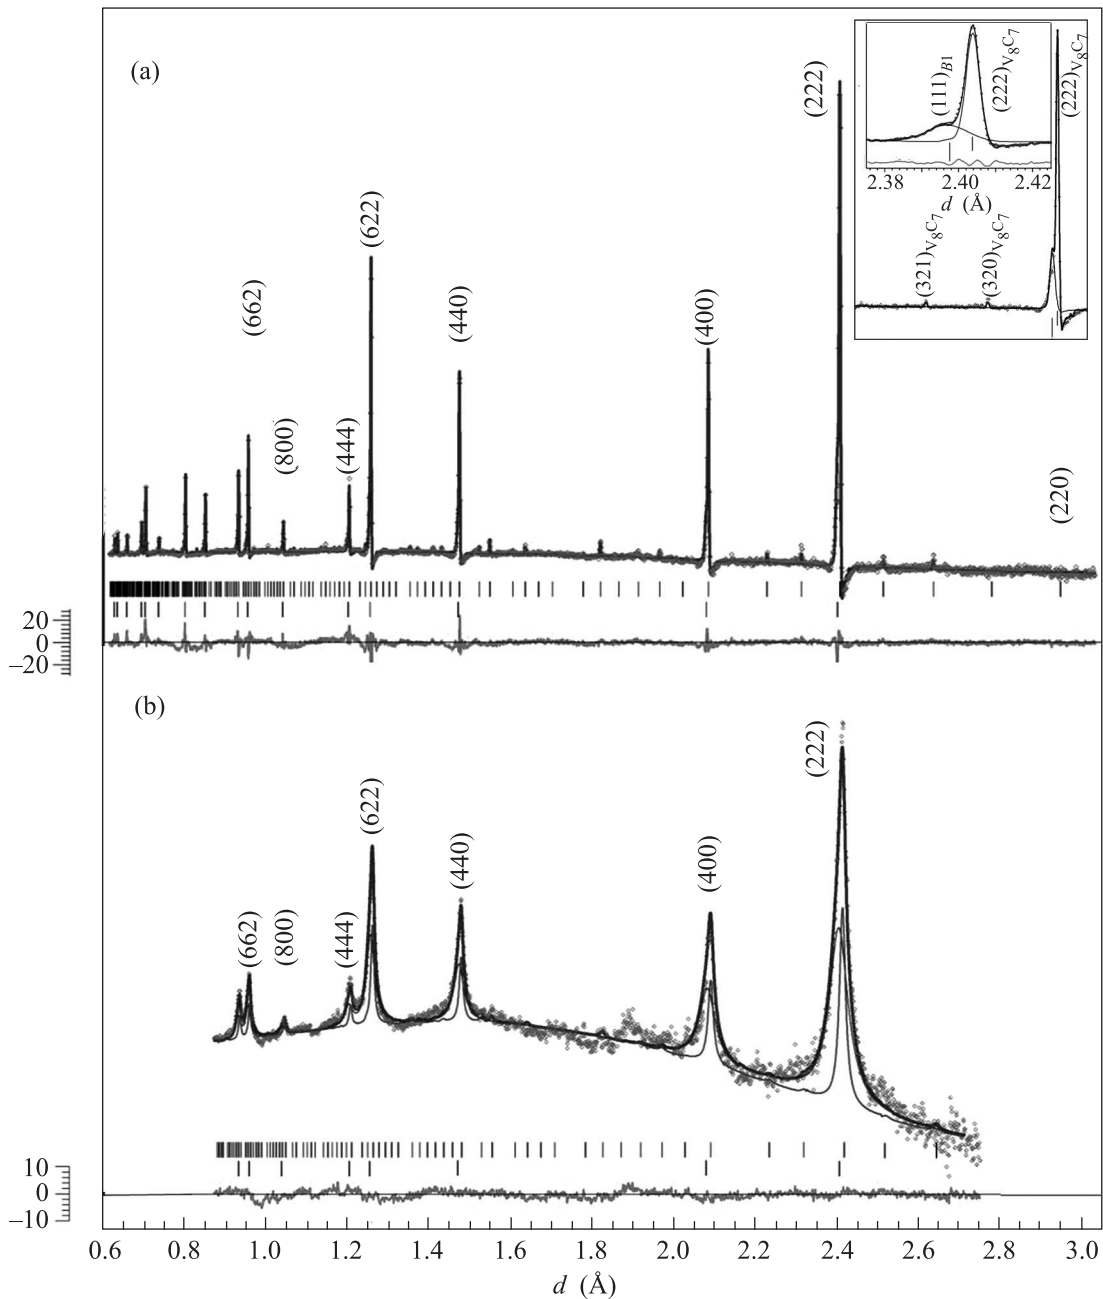 (a)
(662)
(800)
(444)
(622)
(440)
(400)
(222)
(220)
(111)B1
(222)V8C7
2.38 2.40 2.42
d (Å)
(222)V8C7
(321)V8C7
(320)V8C7
20
0
–20
(b)
(662)
(800)
(444)
(622)
(440)
(400)
(222)
10
0
–10
0.6 0.8 1.0 1.2 1.4 1.6 1.8 2.0 2.2 2.4 2.6 2.8 3.0
d (Å)